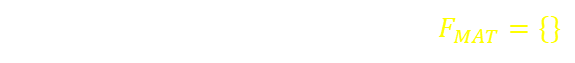 F_{MAT} = {}